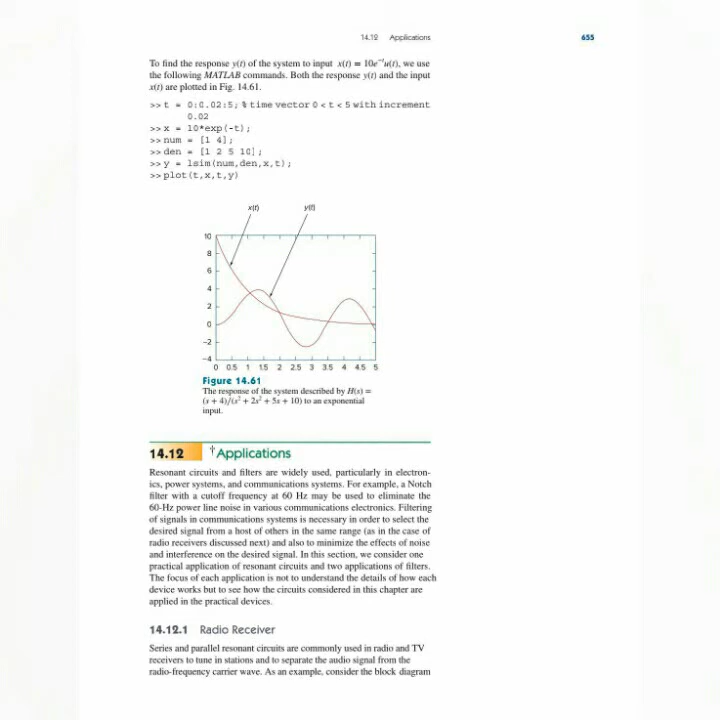 14.12 Applications 655
To find the response y(t) of the system to input x(t) = 10e⁻ᵗu(t), we use
the following MATLAB commands. Both the response y(t) and the input
x(t) are plotted in Fig. 14.61.
>> t = 0:0.02:5; % time vector 0 < t < 5 with increment
0.02
>> x = 10*exp(-t);
>> num = [1 4];
>> den = [1 2 5 10];
>> y = lsim(num,den,x,t);
>> plot(t,x,t,y)
x(t) y(t)
10
8
6
4
2
0
−2
−4
0 0.5 1 1.5 2 2.5 3 3.5 4 4.5 5
Figure 14.61
The response of the system described by H(s) =
(s + 4)/(s³ + 2s² + 5s + 10) to an exponential
input.
14.12 †Applications
Resonant circuits and filters are widely used, particularly in electron-
ics, power systems, and communications systems. For example, a Notch
filter with a cutoff frequency at 60 Hz may be used to eliminate the
60-Hz power line noise in various communications electronics. Filtering
of signals in communications systems is necessary in order to select the
desired signal from a host of others in the same range (as in the case of
radio receivers discussed next) and also to minimize the effects of noise
and interference on the desired signal. In this section, we consider one
practical application of resonant circuits and two applications of filters.
The focus of each application is not to understand the details of how each
device works but to see how the circuits considered in this chapter are
applied in the practical devices.
14.12.1 Radio Receiver
Series and parallel resonant circuits are commonly used in radio and TV
receivers to tune in stations and to separate the audio signal from the
radio-frequency carrier wave. As an example, consider the block diagram